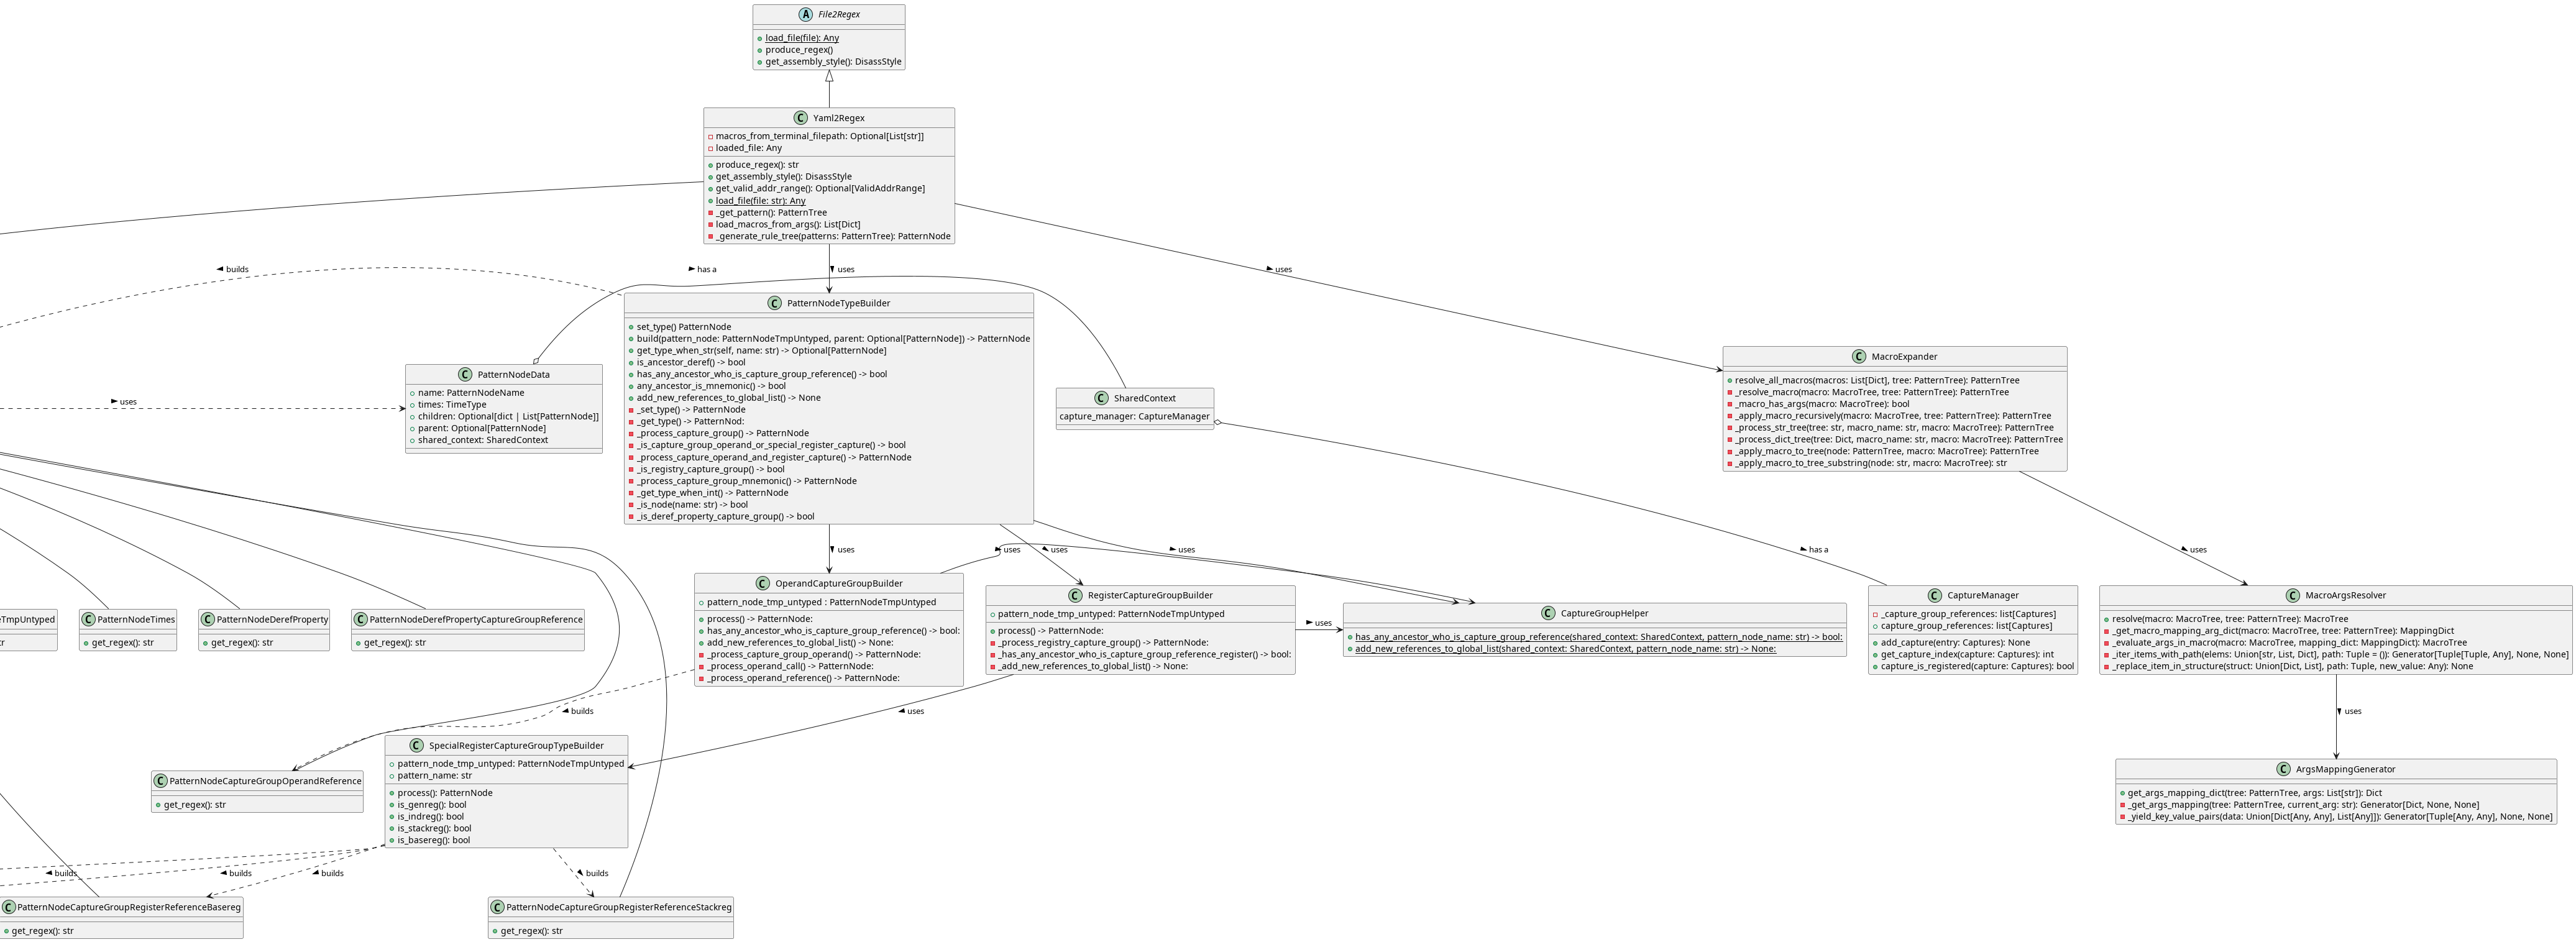 A File2Regex
load_file(file): Any
produce_regex()
get_assembly_style(): DisassStyle
C Yaml2Regex
macros_from_terminal_filepath: Optional[List[str]]
loaded_file: Any
produce_regex(): str
get_assembly_style(): DisassStyle
get_valid_addr_range(): Optional[ValidAddrRange]
load_file(file: str): Any
_get_pattern(): PatternTree
load_macros_from_args(): List[Dict]
_generate_rule_tree(patterns: PatternTree): PatternNode
builds
has a
uses
uses
C PatternNodeTypeBuilder
set_type() PatternNode
build(pattern_node: PatternNodeTmpUntyped, parent: Optional[PatternNode]) -> PatternNode
get_type_when_str(self, name: str) -> Optional[PatternNode]
is_ancestor_deref() -> bool
has_any_ancestor_who_is_capture_group_reference() -> bool
any_ancestor_is_mnemonic() -> bool
add_new_references_to_global_list() -> None
_set_type() -> PatternNode
_get_type() -> PatternNod:
_process_capture_group() -> PatternNode
_is_capture_group_operand_or_special_register_capture() -> bool
_process_capture_operand_and_register_capture() -> PatternNode
_is_registry_capture_group() -> bool
_process_capture_group_mnemonic() -> PatternNode
_get_type_when_int() -> PatternNode
_is_node(name: str) -> bool
_is_deref_property_capture_group() -> bool
uses
C PatternNodeData
name: PatternNodeName
times: TimeType
children: Optional[dict | List[PatternNode]]
parent: Optional[PatternNode]
shared_context: SharedContext
C SharedContext
capture_manager: CaptureManager
C MacroExpander
resolve_all_macros(macros: List[Dict], tree: PatternTree): PatternTree
_resolve_macro(macro: MacroTree, tree: PatternTree): PatternTree
_macro_has_args(macro: MacroTree): bool
_apply_macro_recursively(macro: MacroTree, tree: PatternTree): PatternTree
_process_str_tree(tree: str, macro_name: str, macro: MacroTree): PatternTree
_process_dict_tree(tree: Dict, macro_name: str, macro: MacroTree): PatternTree
_apply_macro_to_tree(node: PatternTree, macro: MacroTree): PatternTree
_apply_macro_to_tree_substring(node: str, macro: MacroTree): str
uses
uses
uses
uses
has a
uses
eTmpUntyped
tr
C PatternNodeTimes
get_regex(): str
C PatternNodeDerefProperty
get_regex(): str
C PatternNodeDerefPropertyCaptureGroupReference
get_regex(): str
C OperandCaptureGroupBuilder
pattern_node_tmp_untyped : PatternNodeTmpUntyped
process() -> PatternNode:
has_any_ancestor_who_is_capture_group_reference() -> bool:
add_new_references_to_global_list() -> None:
_process_capture_group_operand() -> PatternNode:
_process_operand_call() -> PatternNode:
_process_operand_reference() -> PatternNode:
C RegisterCaptureGroupBuilder
pattern_node_tmp_untyped: PatternNodeTmpUntyped
process() -> PatternNode:
_process_registry_capture_group() -> PatternNode:
_has_any_ancestor_who_is_capture_group_reference_register() -> bool:
_add_new_references_to_global_list() -> None:
uses
C CaptureGroupHelper
has_any_ancestor_who_is_capture_group_reference(shared_context: SharedContext, pattern_node_name: str) -> bool:
add_new_references_to_global_list(shared_context: SharedContext, pattern_node_name: str) -> None:
C CaptureManager
_capture_group_references: list[Captures]
capture_group_references: list[Captures]
add_capture(entry: Captures): None
get_capture_index(capture: Captures): int
capture_is_registered(capture: Captures): bool
C MacroArgsResolver
resolve(macro: MacroTree, tree: PatternTree): MacroTree
_get_macro_mapping_arg_dict(macro: MacroTree, tree: PatternTree): MappingDict
_evaluate_args_in_macro(macro: MacroTree, mapping_dict: MappingDict): MacroTree
_iter_items_with_path(elems: Union[str, List, Dict], path: Tuple = ()): Generator[Tuple[Tuple, Any], None, None]
_replace_item_in_structure(struct: Union[Dict, List], path: Tuple, new_value: Any): None
builds
uses
uses
C PatternNodeCaptureGroupOperandReference
get_regex(): str
C SpecialRegisterCaptureGroupTypeBuilder
pattern_node_tmp_untyped: PatternNodeTmpUntyped
pattern_name: str
process(): PatternNode
is_genreg(): bool
is_indreg(): bool
is_stackreg(): bool
is_basereg(): bool
C ArgsMappingGenerator
get_args_mapping_dict(tree: PatternTree, args: List[str]): Dict
_get_args_mapping(tree: PatternTree, current_arg: str): Generator[Dict, None, None]
_yield_key_value_pairs(data: Union[Dict[Any, Any], List[Any]]): Generator[Tuple[Any, Any], None, None]
builds
builds
builds
builds
C PatternNodeCaptureGroupRegisterReferenceBasereg
get_regex(): str
C PatternNodeCaptureGroupRegisterReferenceStackreg
get_regex(): str